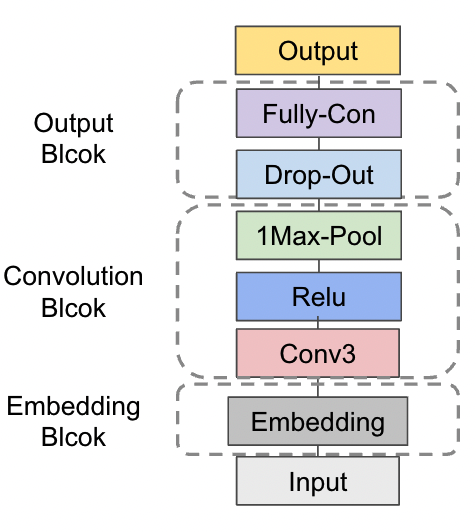 Output
Fully-Con
Output
Blcok
Drop-Out
1Max-Pool
Convolution
Blcok
Relu
Conv3
Embedding
Blcok
Embedding
Input